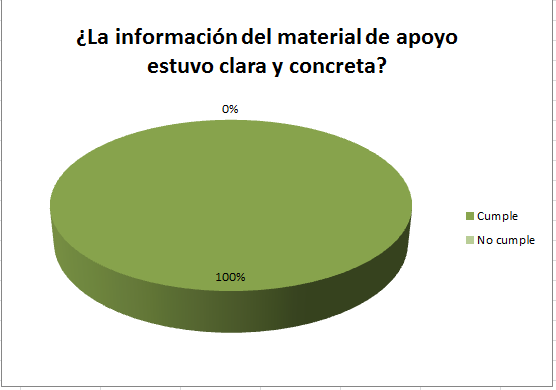 ¿La información del material de apoyo
estuvo clara y concreta?
0%
Cumple
No cumple
100%